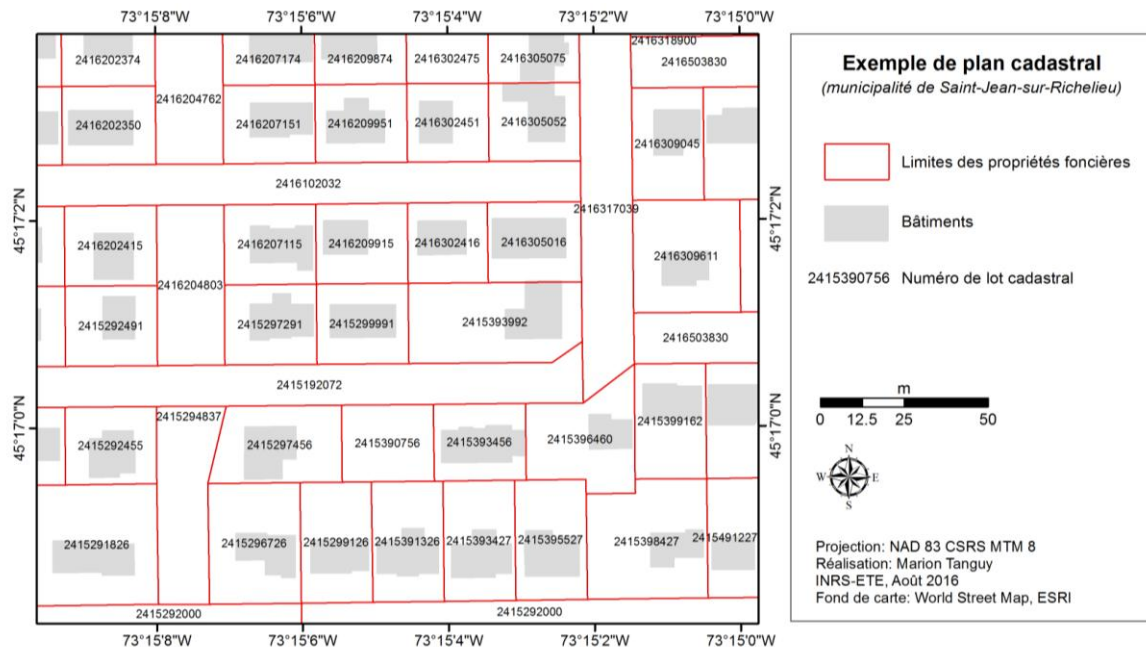 73°15'8"W 73°15'6"W 73°15'4"W 73°15'2"W 73°15'0"W
2416318900
2416202374 2416207174 2416209874 2416302475 2416305075 2416503830
2416204762
2416202350 2416207151 2416209951 2416302451 2416305052
2416309045
2416102032
45°17'2"N 2416317039 45°17'2"N
2416202415 2416207115 2416209915 2416302416 2416305016
2416309611
2416204803
2415292491 2415297291 2415299991 2415393992
2416503830
2415192072
45°17'0"N 2415294837 2415399162 45°17'0"N
2415292455 2415297456 2415390756 2415393456 2415396460
2415291826 2415296726 2415299126 2415391326 2415393427 2415395527 2415398427 2415491227
2415292000 2415292000
73°15'8"W 73°15'6"W 73°15'4"W 73°15'2"W 73°15'0"W
Exemple de plan cadastral
(municipalité de Saint-Jean-sur-Richelieu)
Limites des propriétés foncières
Bâtiments
2415390756 Numéro de lot cadastral
m
0 12.5 25 50
N
W E
S
Projection: NAD 83 CSRS MTM 8
Réalisation: Marion Tanguy
INRS-ETE, Août 2016
Fond de carte: World Street Map, ESRI